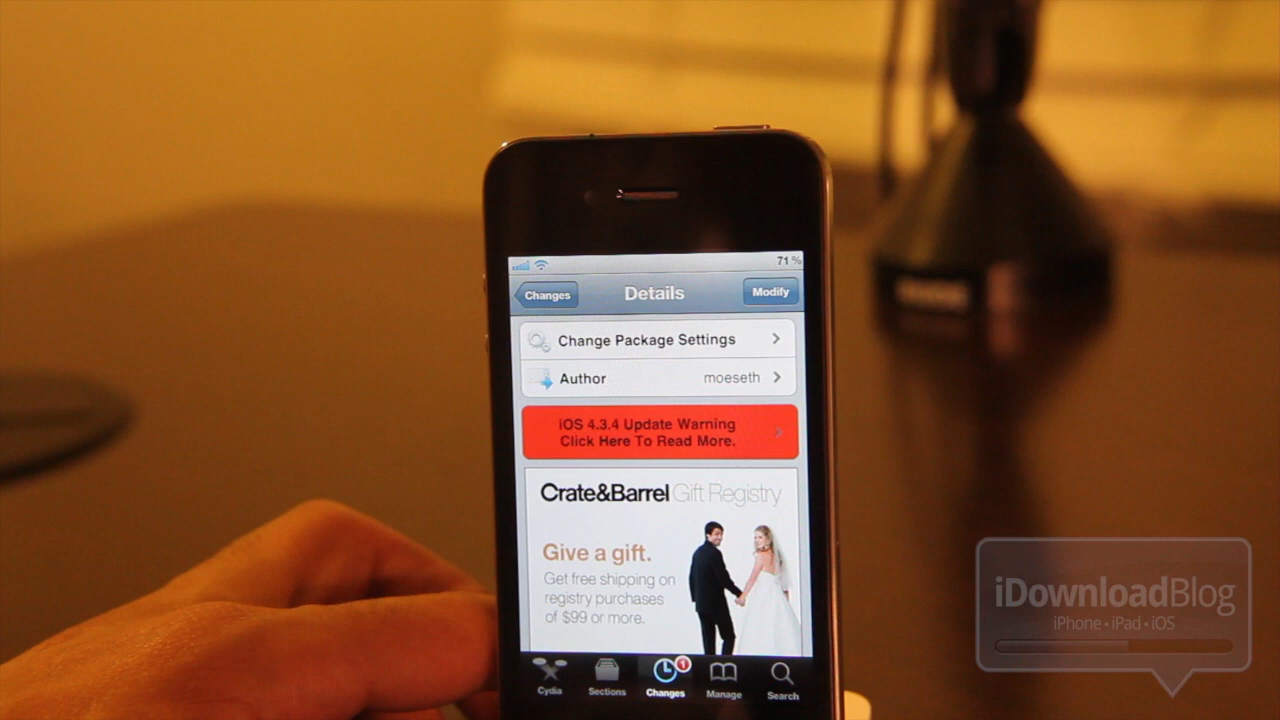 71%
Changes
Details
Modify
Change Package Settings
Author
moeseth
iOS 4.3.4 Update Warning
Click Here To Read More.
Crate&Barrel Gift Registry
Give a gift.
Get free shipping on
registry purchases
of $99 or more.
Cydia
Sections
Changes
1
Manage
Search
iDownloadBlog
iPhone • iPad • iOS